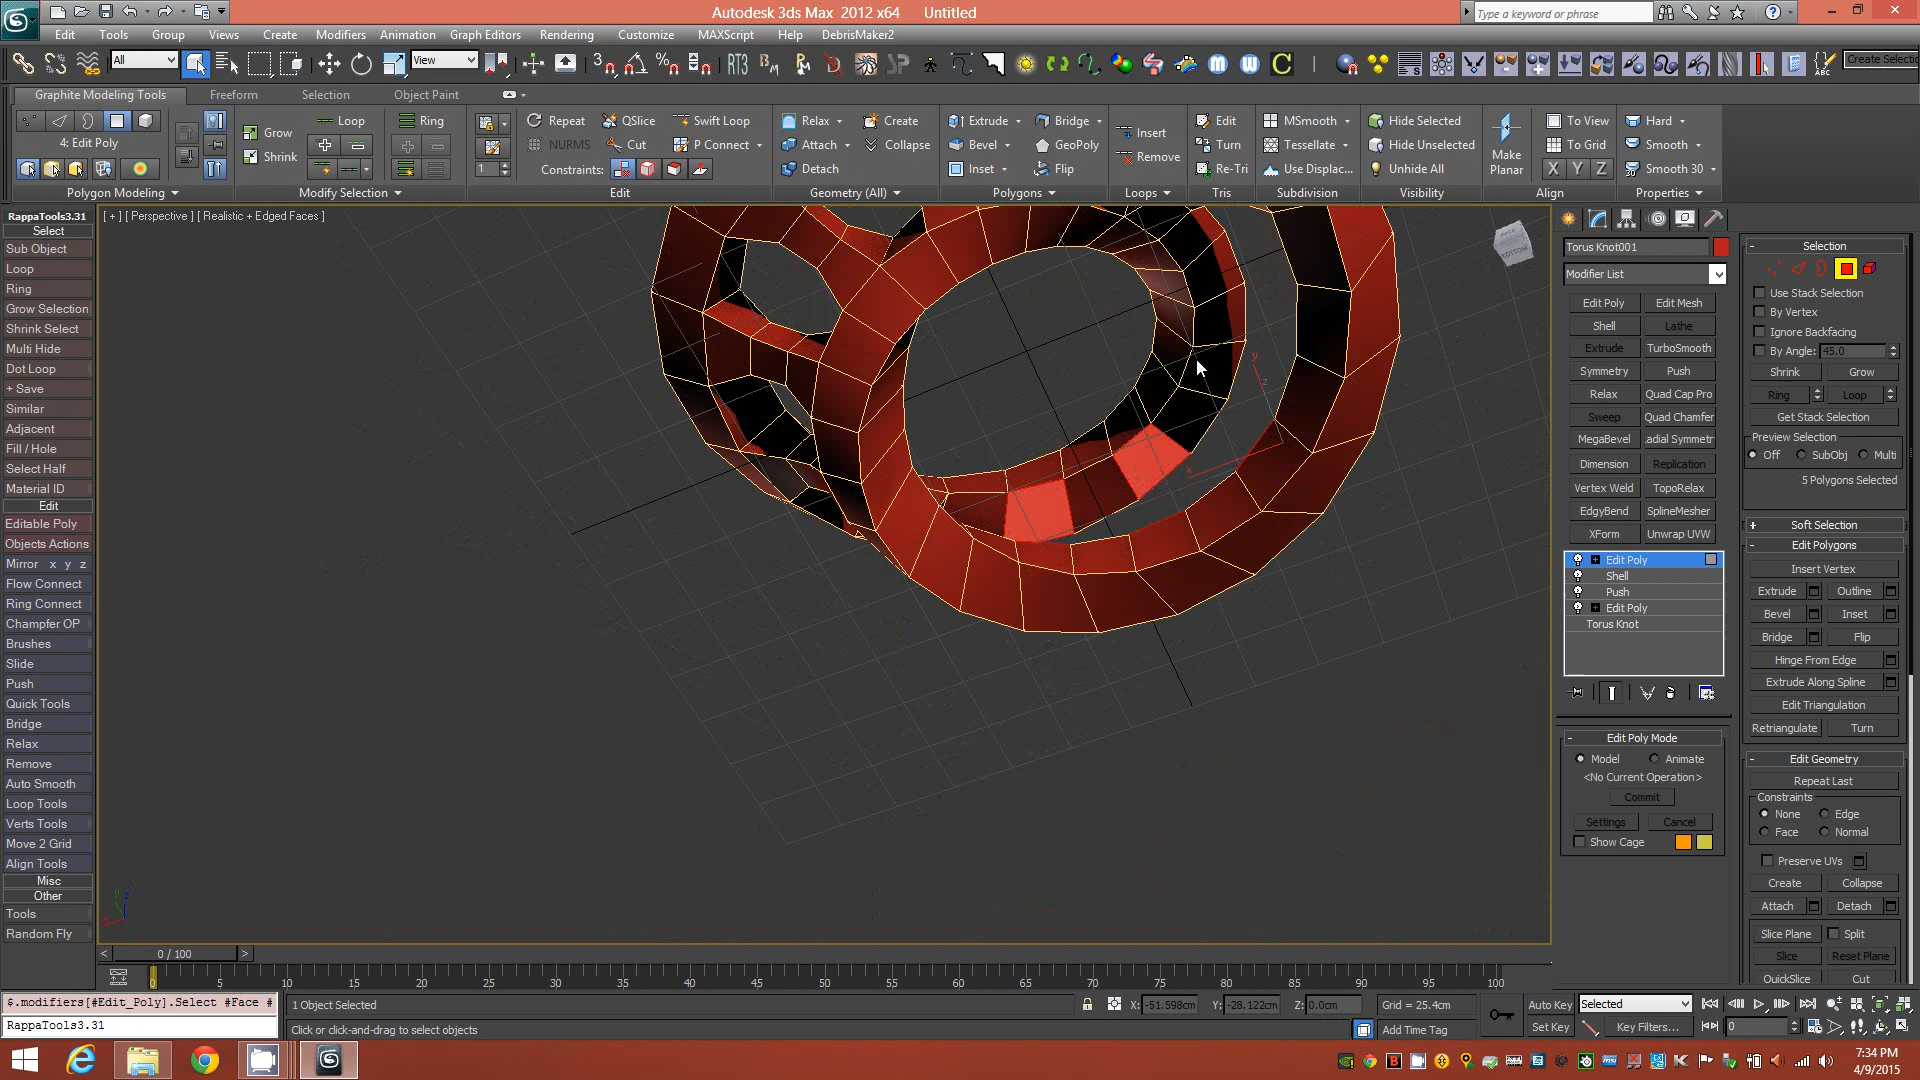 Autodesk 3ds Max 2012 x64 Untitled
Type a keyword or phrase
Edit Tools Group Views Create Modifiers Animation Graph Editors Rendering Customize MAXScript Help DebrisMaker2
All View RT3 Create Selectic
Graphite Modeling Tools Freeform Selection Object Paint
Loop Ring Repeat QSlice Swift Loop Relax Create Extrude Bridge Edit MSmooth Hide Selected To View Hard
4: Edit Poly Grow Shrink NURMS Cut P Connect Attach Collapse Bevel GeoPoly Insert Remove Turn Tessellate Hide Unselected Make Planar To Grid Smooth
1 Constraints: Detach Inset Flip Re-Tri Use Displac... Unhide All X Y Z Smooth 30
Polygon Modeling Modify Selection Edit Geometry (All) Polygons Loops Tris Subdivision Visibility Align Properties
[ + ] [ Perspective ] [ Realistic + Edged Faces ]
RappaTools3.31
Select
Sub Object
Loop
Ring
Grow Selection
Shrink Select
Multi Hide
Dot Loop
+ Save
Similar
Adjacent
Fill / Hole
Select Half
Material ID
Edit
Editable Poly
Objects Actions
Mirror x y z
Flow Connect
Ring Connect
Champfer OP
Brushes
Slide
Push
Quick Tools
Bridge
Relax
Remove
Auto Smooth
Loop Tools
Verts Tools
Move 2 Grid
Align Tools
Misc
Other
Tools
Random Fly
BOTTOM
y
z
x
Torus Knot001
Modifier List
Edit Poly Edit Mesh
Shell Lathe
Extrude TurboSmooth
Symmetry Push
Relax Quad Cap Pro
Sweep Quad Chamfer
MegaBevel adial Symmetr
Dimension Replication
Vertex Weld TopoRelax
EdgyBend SplineMesher
XForm Unwrap UVW
Edit Poly
Shell
Push
Edit Poly
Torus Knot
- Edit Poly Mode
Model Animate
<No Current Operation>
Commit
Settings Cancel
Show Cage
- Selection
Use Stack Selection
By Vertex
Ignore Backfacing
By Angle: 45.0
Shrink Grow
Ring Loop
Get Stack Selection
Preview Selection
Off SubObj Multi
5 Polygons Selected
+ Soft Selection
- Edit Polygons
Insert Vertex
Extrude Outline
Bevel Inset
Bridge Flip
Hinge From Edge
Extrude Along Spline
Edit Triangulation
Retriangulate Turn
- Edit Geometry
Repeat Last
Constraints
None Edge
Face Normal
Preserve UVs
Create Collapse
Attach Detach
Slice Plane Split
Slice Reset Plane
QuickSlice Cut
< 0 / 100 >
5 10 15 20 25 30 35 40 45 50 55 60 65 70 75 80 85 90 95 100
$.modifiers[#Edit_Poly].Select #Face #
RappaTools3.31
1 Object Selected X: -51.598cm Y: -28.122cm Z: 0.0cm Grid = 25.4cm Auto Key Selected
Click or click-and-drag to select objects Add Time Tag Set Key Key Filters... 0
7:34 PM
4/9/2015